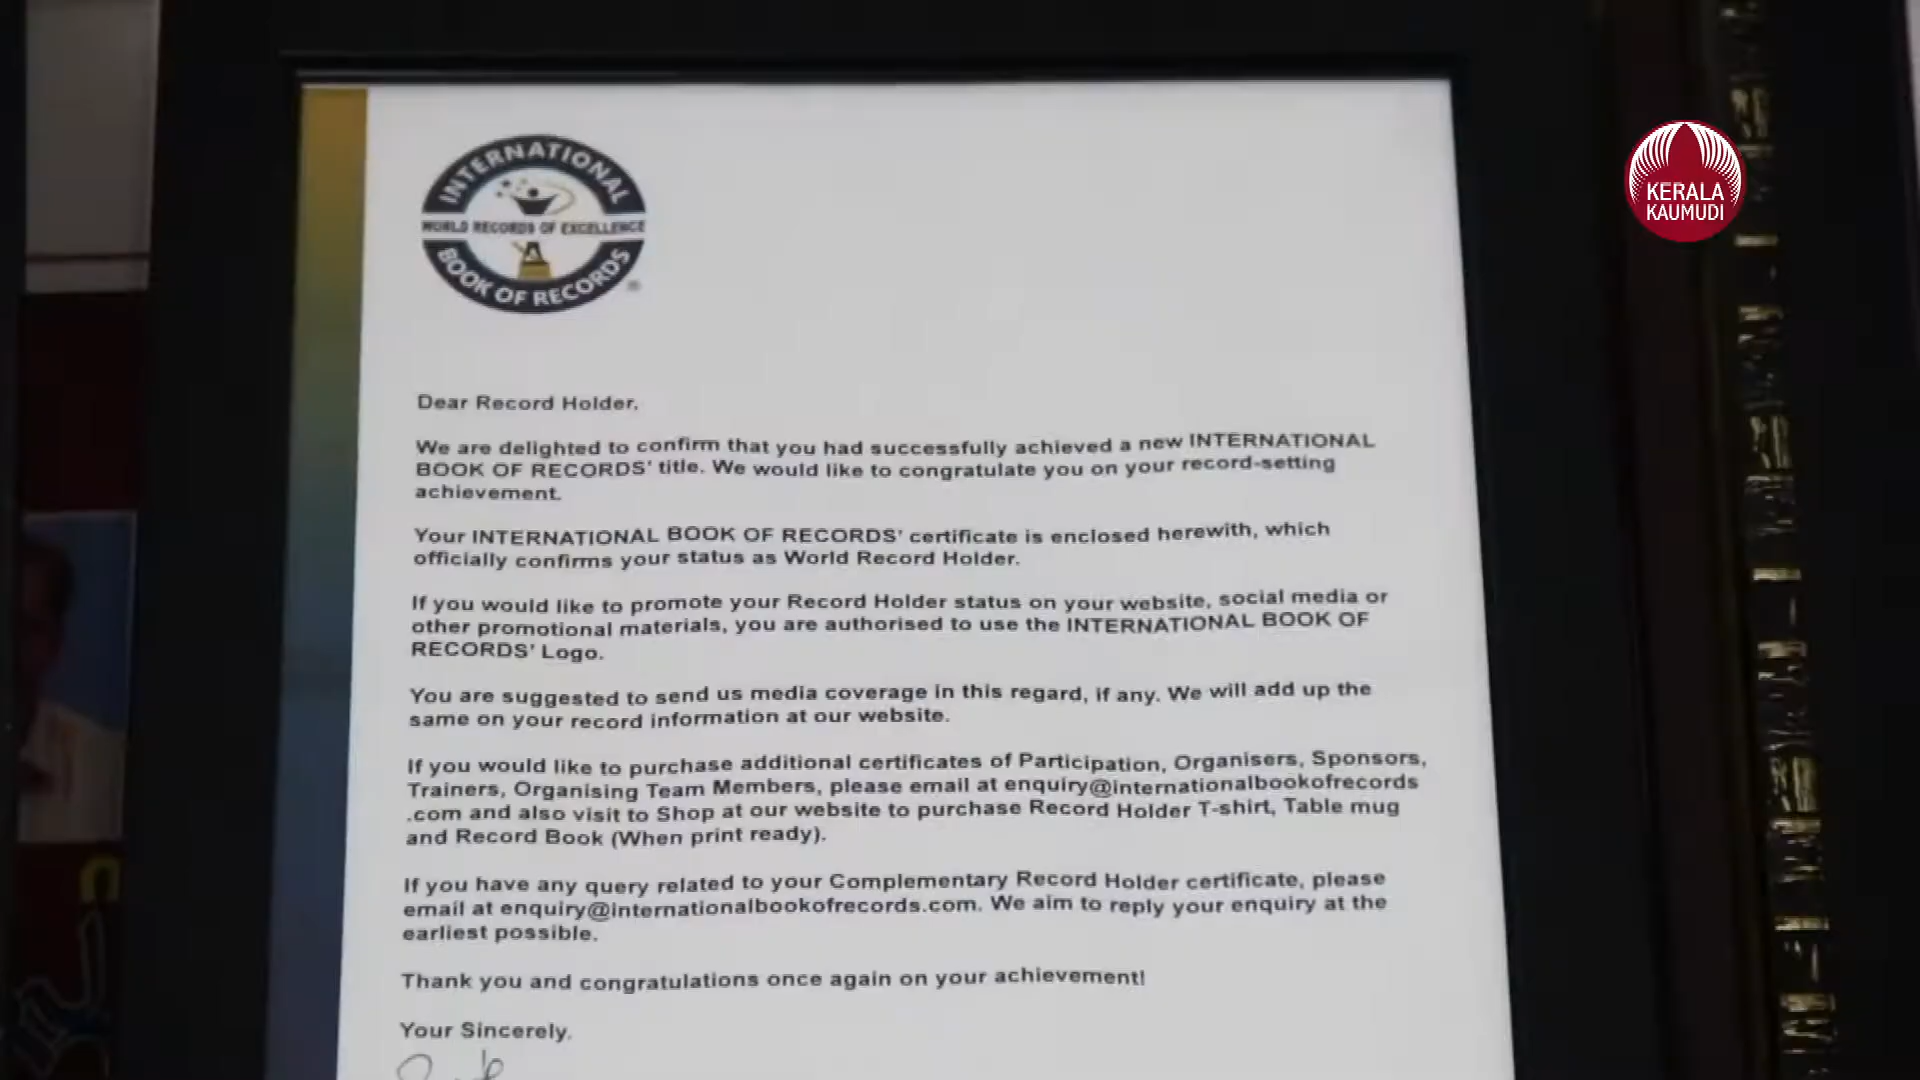 INTERNATIONAL
WORLD RECORDS OF EXCELLENCE
BOOK OF RECORDS
®
KERALA
KAUMUDI
Dear Record Holder,
We are delighted to confirm that you had successfully achieved a new INTERNATIONAL
BOOK OF RECORDS' title. We would like to congratulate you on your record-setting
achievement.
Your INTERNATIONAL BOOK OF RECORDS' certificate is enclosed herewith, which
officially confirms your status as World Record Holder.
If you would like to promote your Record Holder status on your website, social media or
other promotional materials, you are authorised to use the INTERNATIONAL BOOK OF
RECORDS' Logo.
You are suggested to send us media coverage in this regard, if any. We will add up the
same on your record information at our website.
If you would like to purchase additional certificates of Participation, Organisers, Sponsors,
Trainers, Organising Team Members, please email at enquiry@internationalbookofrecords
.com and also visit to Shop at our website to purchase Record Holder T-shirt, Table mug
and Record Book (When print ready).
If you have any query related to your Complementary Record Holder certificate, please
email at enquiry@internationalbookofrecords.com. We aim to reply your enquiry at the
earliest possible.
Thank you and congratulations once again on your achievement!
Your Sincerely,